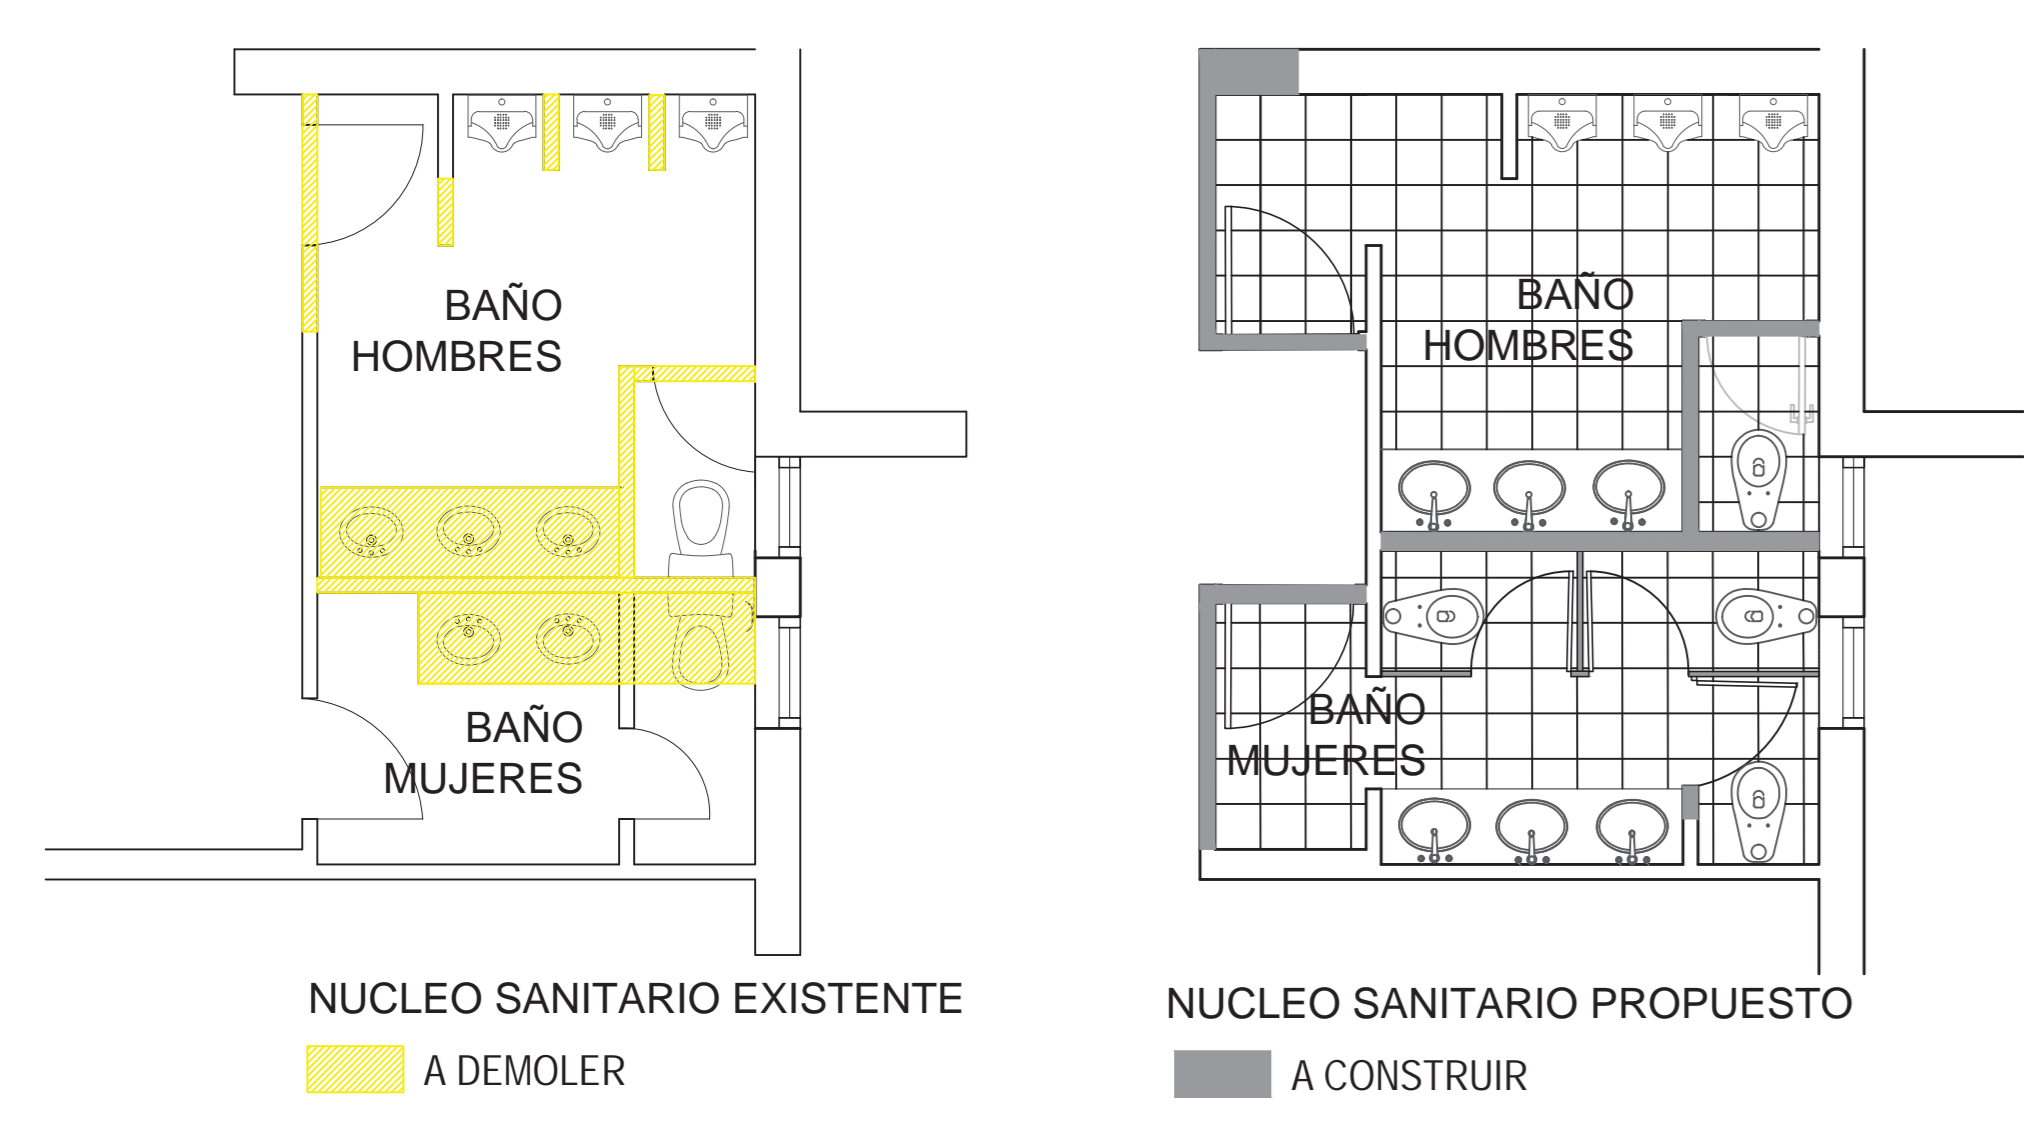 BAÑO
HOMBRES
BAÑO
MUJERES
NUCLEO SANITARIO EXISTENTE
A DEMOLER
BAÑO
HOMBRES
BAÑO
MUJERES
NUCLEO SANITARIO PROPUESTO
A CONSTRUIR